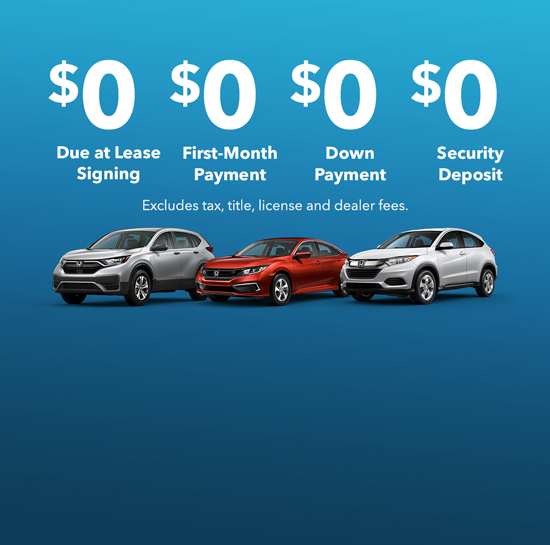 $0 $0 $0 $0
Due at Lease First-Month Down Security
Signing Payment Payment Deposit
Excludes tax, title, license and dealer fees.